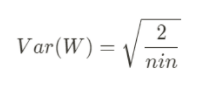 Var(W) = √(2/nin)